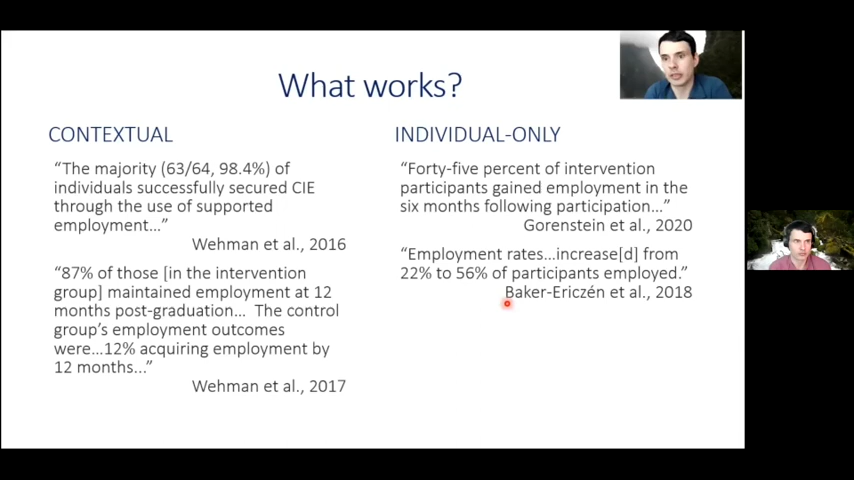 What works?
CONTEXTUAL
“The majority (63/64, 98.4%) of
individuals successfully secured CIE
through the use of supported
employment…”
Wehman et al., 2016
“87% of those [in the intervention
group] maintained employment at 12
months post-graduation… The control
group’s employment outcomes
were…12% acquiring employment by
12 months…”
Wehman et al., 2017
INDIVIDUAL-ONLY
“Forty-five percent of intervention
participants gained employment in the
six months following participation…”
Gorenstein et al., 2020
“Employment rates…increase[d] from
22% to 56% of participants employed.”
Baker-Ericzén et al., 2018